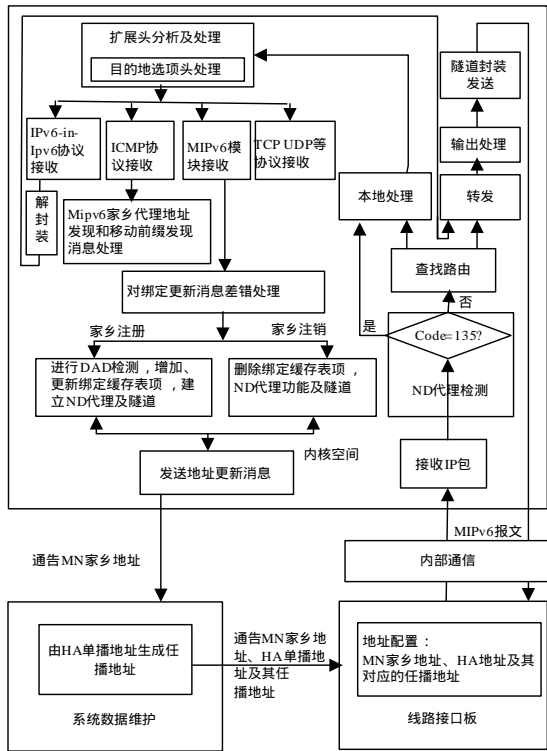 扩展头分析及处理
目的地选项头处理
隧道封装
发送
IPv6-in-
Ipv6协议
接收
ICMP协
议接收
MIPv6模
块接收
TCP UDP等
协议接收
输出处理
解
封
装
Mipv6家乡代理地址
发现和移动前缀发现
消息处理
本地处理
转发
对绑定更新消息差错处理
查找路由
家乡注册
家乡注销
是
否
Code=135?
进行DAD检测，增加、
更新绑定缓存表项，建
立ND代理及隧道
删除绑定缓存表项，
ND代理功能及隧道
ND代理检测
内核空间
发送地址更新消息
接收IP包
MIPv6报文
通告MN家乡地址
内部通信
由HA单播地址生成任
播地址
系统数据维护
通告MN家乡地
址、HA单播地
址及其任
播地址
地址配置：
MN家乡地址、HA地址及其
对应的任播地址
线路接口板